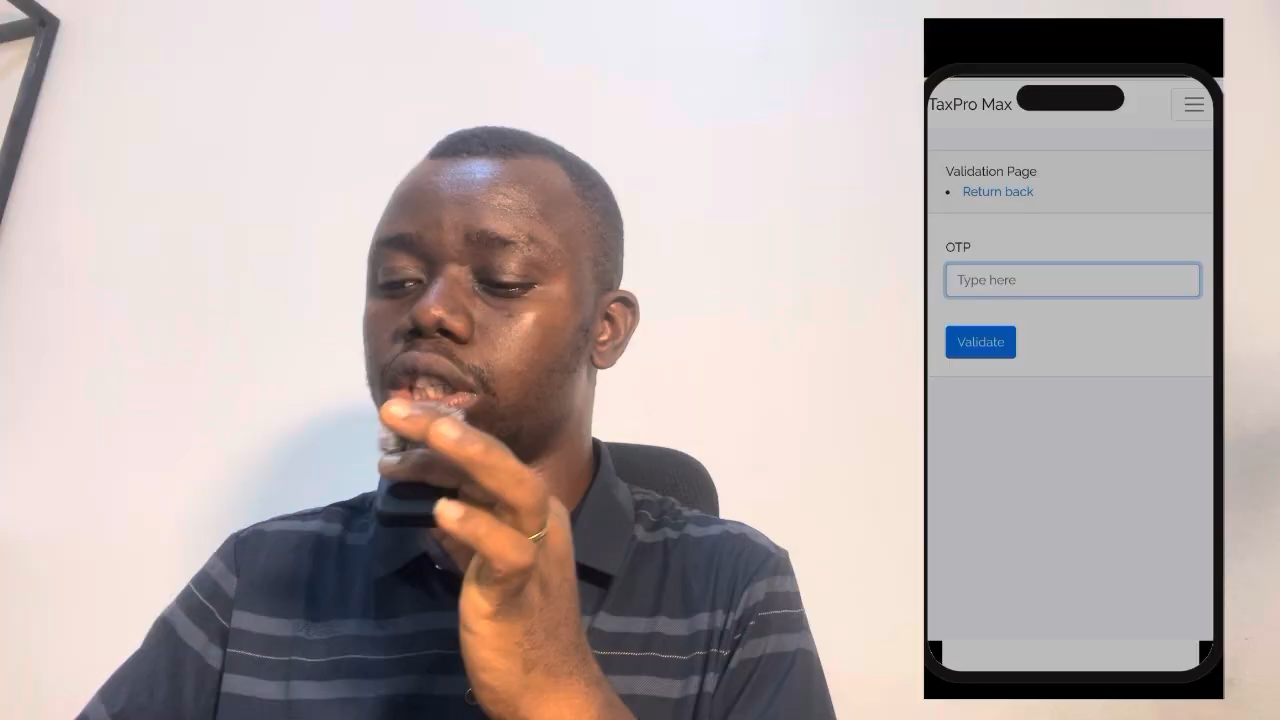 TaxPro Max
Validation Page
Return back
OTP
Type here
Validate